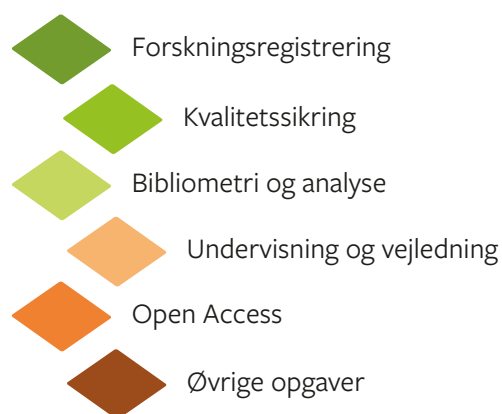 Forskningsregistrering
Kvalitetssikring
Bibliometri og analyse
Undervisning og vejledning
Open Access
Øvrige opgaver